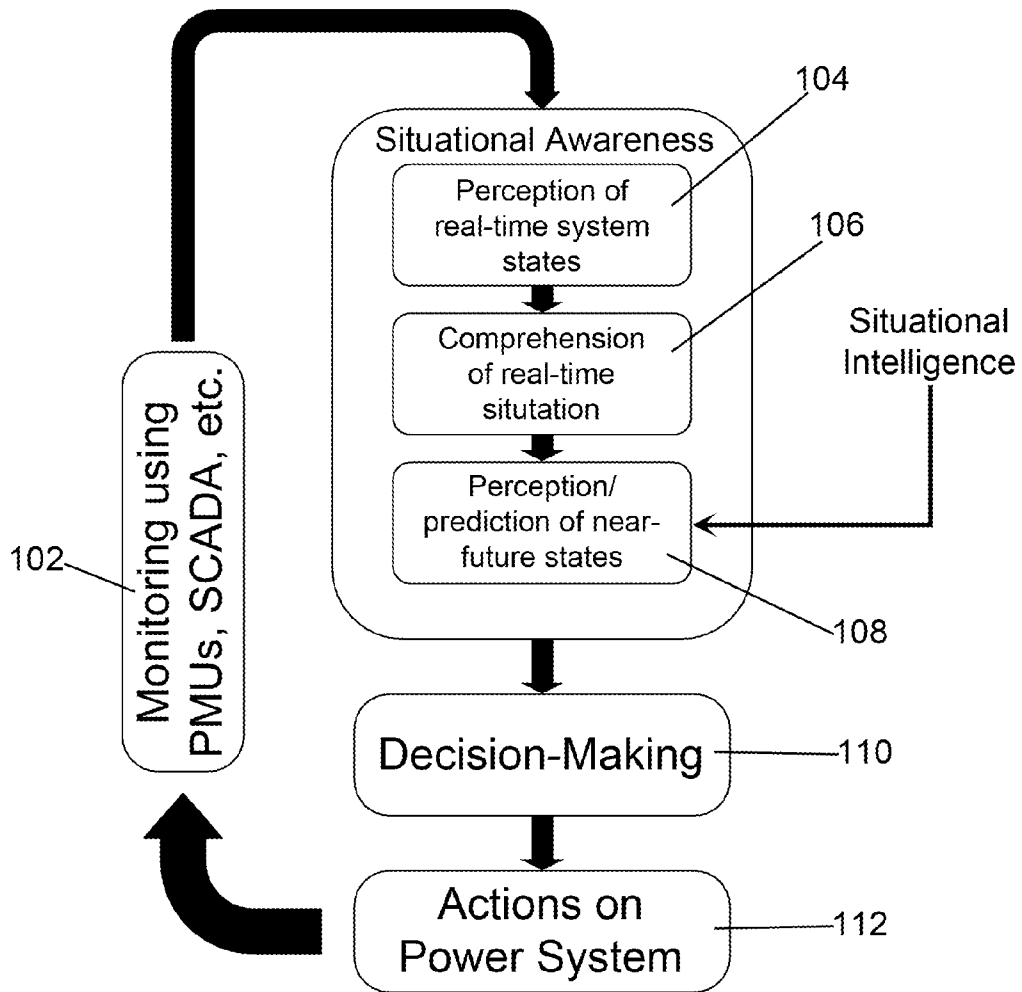 104
Situational Awareness
Perception of
real-time system
states
106
Comprehension
of real-time
situtation
Situational
Intelligence
Perception/
prediction of near-
future states
102
Monitoring using
PMUs, SCADA, etc.
108
Decision-Making
110
Actions on
Power System
112